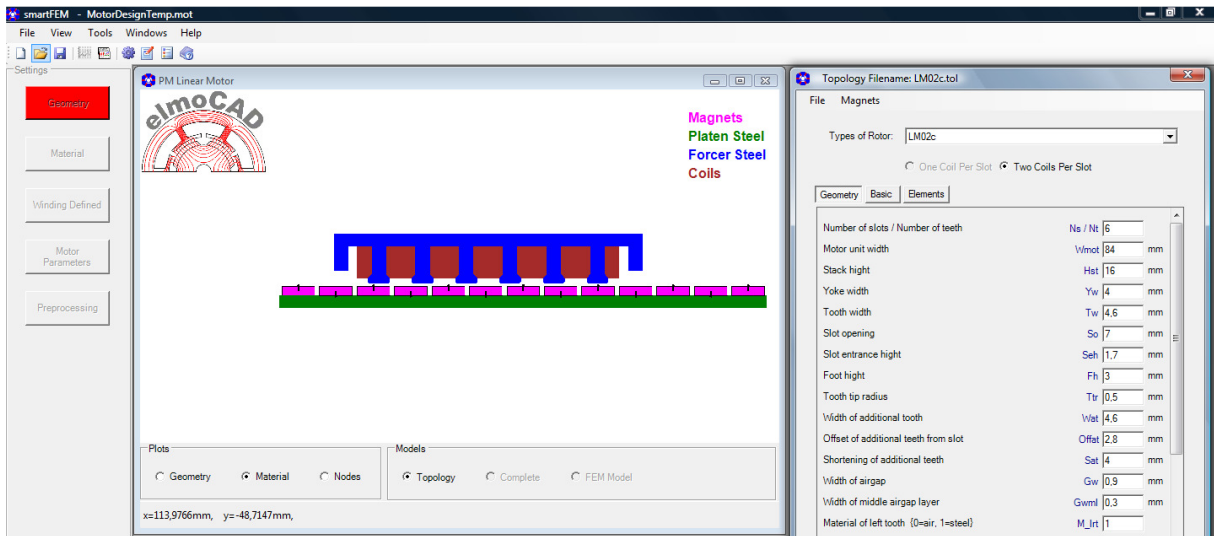 smartFEM - MotorDesignTemp.mot
File View Tools Windows Help
Settings
Geometry
Material
Winding Defined
Motor
Parameters
Preprocessing
PM Linear Motor
elmoCAD
Magnets
Platen Steel
Forcer Steel
Coils
Plots
Geometry Material Nodes
Models
Topology Complete FEM Model
x=113,9766mm, y=-48,7147mm,
Topology Filename: LM02c.tol
File Magnets
Types of Rotor: LM02c
One Coil Per Slot Two Coils Per Slot
Geometry Basic Elements
Number of slots / Number of teeth Ns / Nt 6
Motor unit width Wmot 84 mm
Stack hight Hst 16 mm
Yoke width Yw 4 mm
Tooth width Tw 4,6 mm
Slot opening So 7 mm
Slot entrance hight Seh 1,7 mm
Foot hight Fh 3 mm
Tooth tip radius Ttr 0,5 mm
Width of additional tooth Wat 4,6 mm
Offset of additional teeth from slot Offat 2,8 mm
Shortening of additional teeth Sat 4 mm
Width of airgap Gw 0,9 mm
Width of middle airgap layer Gwml 0,3 mm
Material of left tooth {0=air, 1=steel} M_lrt 1